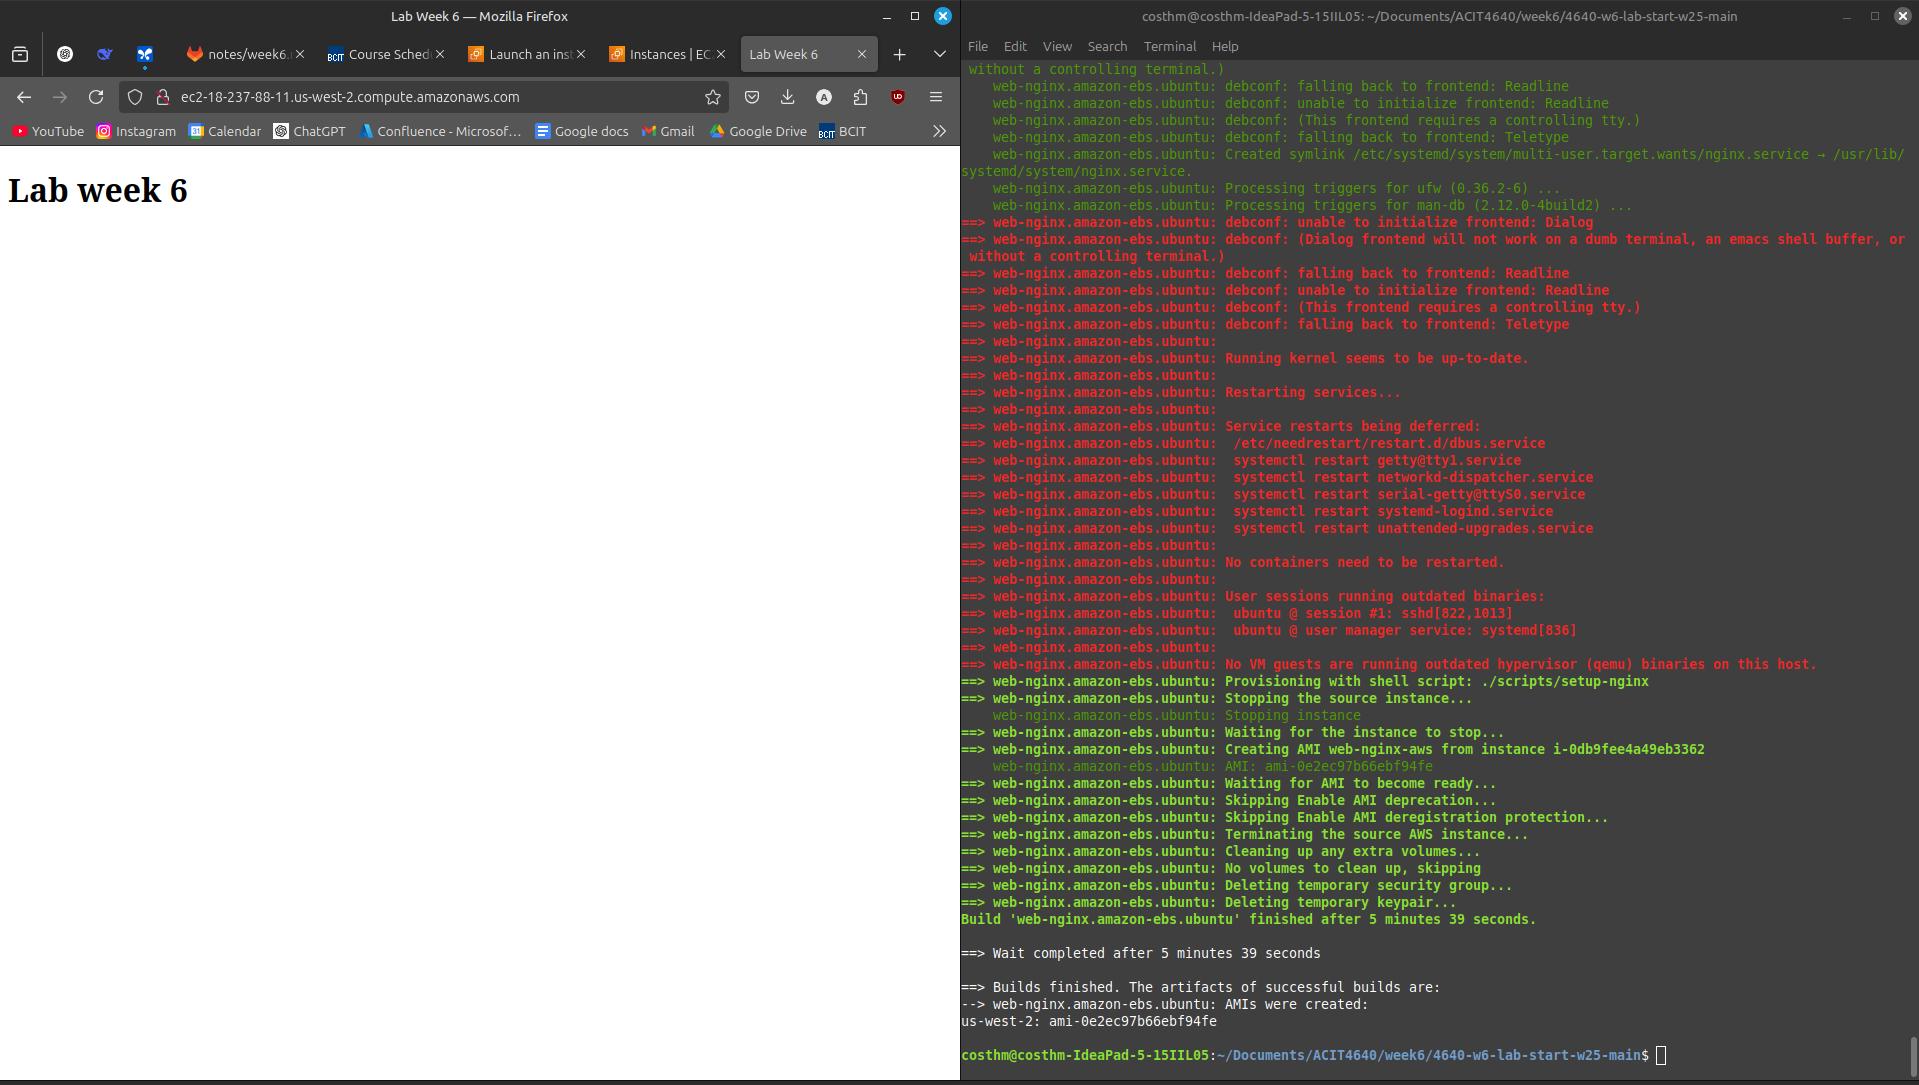 Lab Week 6 — Mozilla Firefox
notes/week6.
Course Sched
Launch an inst
Instances | EC
Lab Week 6
ec2-18-237-88-11.us-west-2.compute.amazonaws.com
YouTube
Instagram
Calendar
ChatGPT
Confluence - Microsof...
Google docs
Gmail
Google Drive
BCIT
Lab week 6
costhm@costhm-IdeaPad-5-15IIL05: ~/Documents/ACIT4640/week6/4640-w6-lab-start-w25-main
File Edit View Search Terminal Help
without a controlling terminal.)
web-nginx.amazon-ebs.ubuntu: debconf: falling back to frontend: Readline
web-nginx.amazon-ebs.ubuntu: debconf: unable to initialize frontend: Readline
web-nginx.amazon-ebs.ubuntu: debconf: (This frontend requires a controlling tty.)
web-nginx.amazon-ebs.ubuntu: debconf: falling back to frontend: Teletype
web-nginx.amazon-ebs.ubuntu: Created symlink /etc/systemd/system/multi-user.target.wants/nginx.service → /usr/lib/
systemd/system/nginx.service.
web-nginx.amazon-ebs.ubuntu: Processing triggers for ufw (0.36.2-6) ...
web-nginx.amazon-ebs.ubuntu: Processing triggers for man-db (2.12.0-4build2) ...
==> web-nginx.amazon-ebs.ubuntu: debconf: unable to initialize frontend: Dialog
==> web-nginx.amazon-ebs.ubuntu: debconf: (Dialog frontend will not work on a dumb terminal, an emacs shell buffer, or
without a controlling terminal.)
==> web-nginx.amazon-ebs.ubuntu: debconf: falling back to frontend: Readline
==> web-nginx.amazon-ebs.ubuntu: debconf: unable to initialize frontend: Readline
==> web-nginx.amazon-ebs.ubuntu: debconf: (This frontend requires a controlling tty.)
==> web-nginx.amazon-ebs.ubuntu: debconf: falling back to frontend: Teletype
==> web-nginx.amazon-ebs.ubuntu:
==> web-nginx.amazon-ebs.ubuntu: Running kernel seems to be up-to-date.
==> web-nginx.amazon-ebs.ubuntu:
==> web-nginx.amazon-ebs.ubuntu: Restarting services...
==> web-nginx.amazon-ebs.ubuntu:
==> web-nginx.amazon-ebs.ubuntu: Service restarts being deferred:
==> web-nginx.amazon-ebs.ubuntu:  /etc/needrestart/restart.d/dbus.service
==> web-nginx.amazon-ebs.ubuntu:  systemctl restart getty@tty1.service
==> web-nginx.amazon-ebs.ubuntu:  systemctl restart networkd-dispatcher.service
==> web-nginx.amazon-ebs.ubuntu:  systemctl restart serial-getty@ttyS0.service
==> web-nginx.amazon-ebs.ubuntu:  systemctl restart systemd-logind.service
==> web-nginx.amazon-ebs.ubuntu:  systemctl restart unattended-upgrades.service
==> web-nginx.amazon-ebs.ubuntu:
==> web-nginx.amazon-ebs.ubuntu: No containers need to be restarted.
==> web-nginx.amazon-ebs.ubuntu:
==> web-nginx.amazon-ebs.ubuntu: User sessions running outdated binaries:
==> web-nginx.amazon-ebs.ubuntu:  ubuntu @ session #1: sshd[822,1013]
==> web-nginx.amazon-ebs.ubuntu:  ubuntu @ user manager service: systemd[836]
==> web-nginx.amazon-ebs.ubuntu:
==> web-nginx.amazon-ebs.ubuntu: No VM guests are running outdated hypervisor (qemu) binaries on this host.
==> web-nginx.amazon-ebs.ubuntu: Provisioning with shell script: ./scripts/setup-nginx
==> web-nginx.amazon-ebs.ubuntu: Stopping the source instance...
web-nginx.amazon-ebs.ubuntu: Stopping instance
==> web-nginx.amazon-ebs.ubuntu: Waiting for the instance to stop...
==> web-nginx.amazon-ebs.ubuntu: Creating AMI web-nginx-aws from instance i-0db9fee4a49eb3362
web-nginx.amazon-ebs.ubuntu: AMI: ami-0e2ec97b66ebf94fe
==> web-nginx.amazon-ebs.ubuntu: Waiting for AMI to become ready...
==> web-nginx.amazon-ebs.ubuntu: Skipping Enable AMI deprecation...
==> web-nginx.amazon-ebs.ubuntu: Skipping Enable AMI deregistration protection...
==> web-nginx.amazon-ebs.ubuntu: Terminating the source AWS instance...
==> web-nginx.amazon-ebs.ubuntu: Cleaning up any extra volumes...
==> web-nginx.amazon-ebs.ubuntu: No volumes to clean up, skipping
==> web-nginx.amazon-ebs.ubuntu: Deleting temporary security group...
==> web-nginx.amazon-ebs.ubuntu: Deleting temporary keypair...
Build 'web-nginx.amazon-ebs.ubuntu' finished after 5 minutes 39 seconds.
==> Wait completed after 5 minutes 39 seconds
==> Builds finished. The artifacts of successful builds are:
--> web-nginx.amazon-ebs.ubuntu: AMIs were created:
us-west-2: ami-0e2ec97b66ebf94fe
costhm@costhm-IdeaPad-5-15IIL05:~/Documents/ACIT4640/week6/4640-w6-lab-start-w25-main$